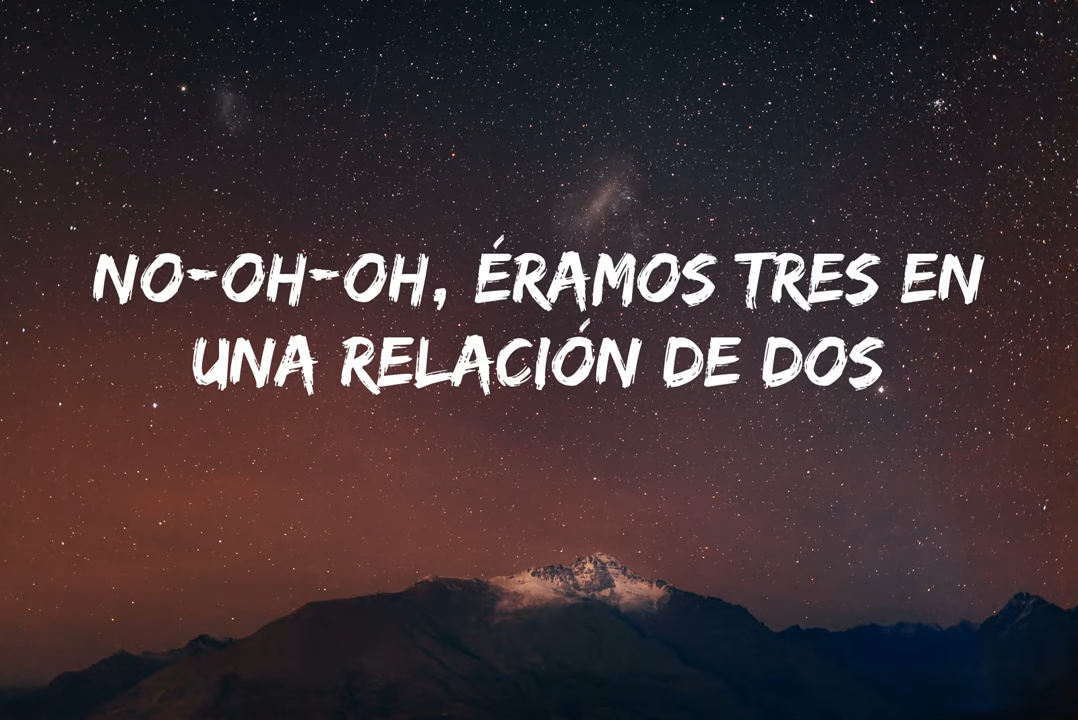 NO-OH-OH, ÉRAMOS TRES EN
UNA RELACIÓN DE DOS